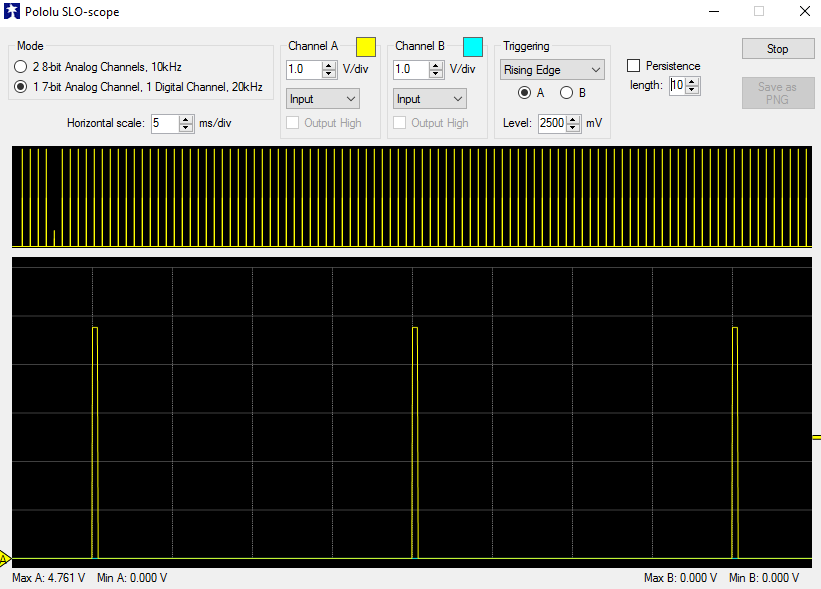 Pololu SLO-scope
Mode
2 8-bit Analog Channels, 10kHz
1 7-bit Analog Channel, 1 Digital Channel, 20kHz
Horizontal scale: 5 ms/div
Channel A
1.0 V/div
Input
Output High
Channel B
1.0 V/div
Input
Output High
Triggering
Rising Edge
A B
Level: 2500 mV
Persistence
length: 10
Stop
Save as
PNG
A
Max A: 4.761 V Min A: 0.000 V
Max B: 0.000 V Min B: 0.000 V